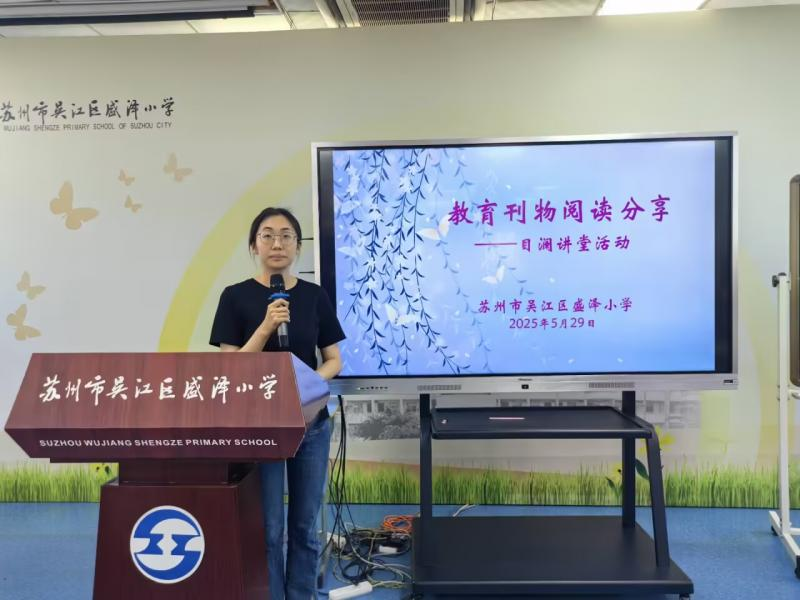 苏州市吴江区盛泽小学
WUJIANG SHENGZE PRIMARY SCHOOL OF SUZHOU CITY
教育刊物阅读分享
——目澜讲堂活动
苏州市吴江区盛泽小学
2025年5月29日
苏州市吴江区盛泽小学
SUZHOU WUJIANG SHENGZE PRIMARY SCHOOL